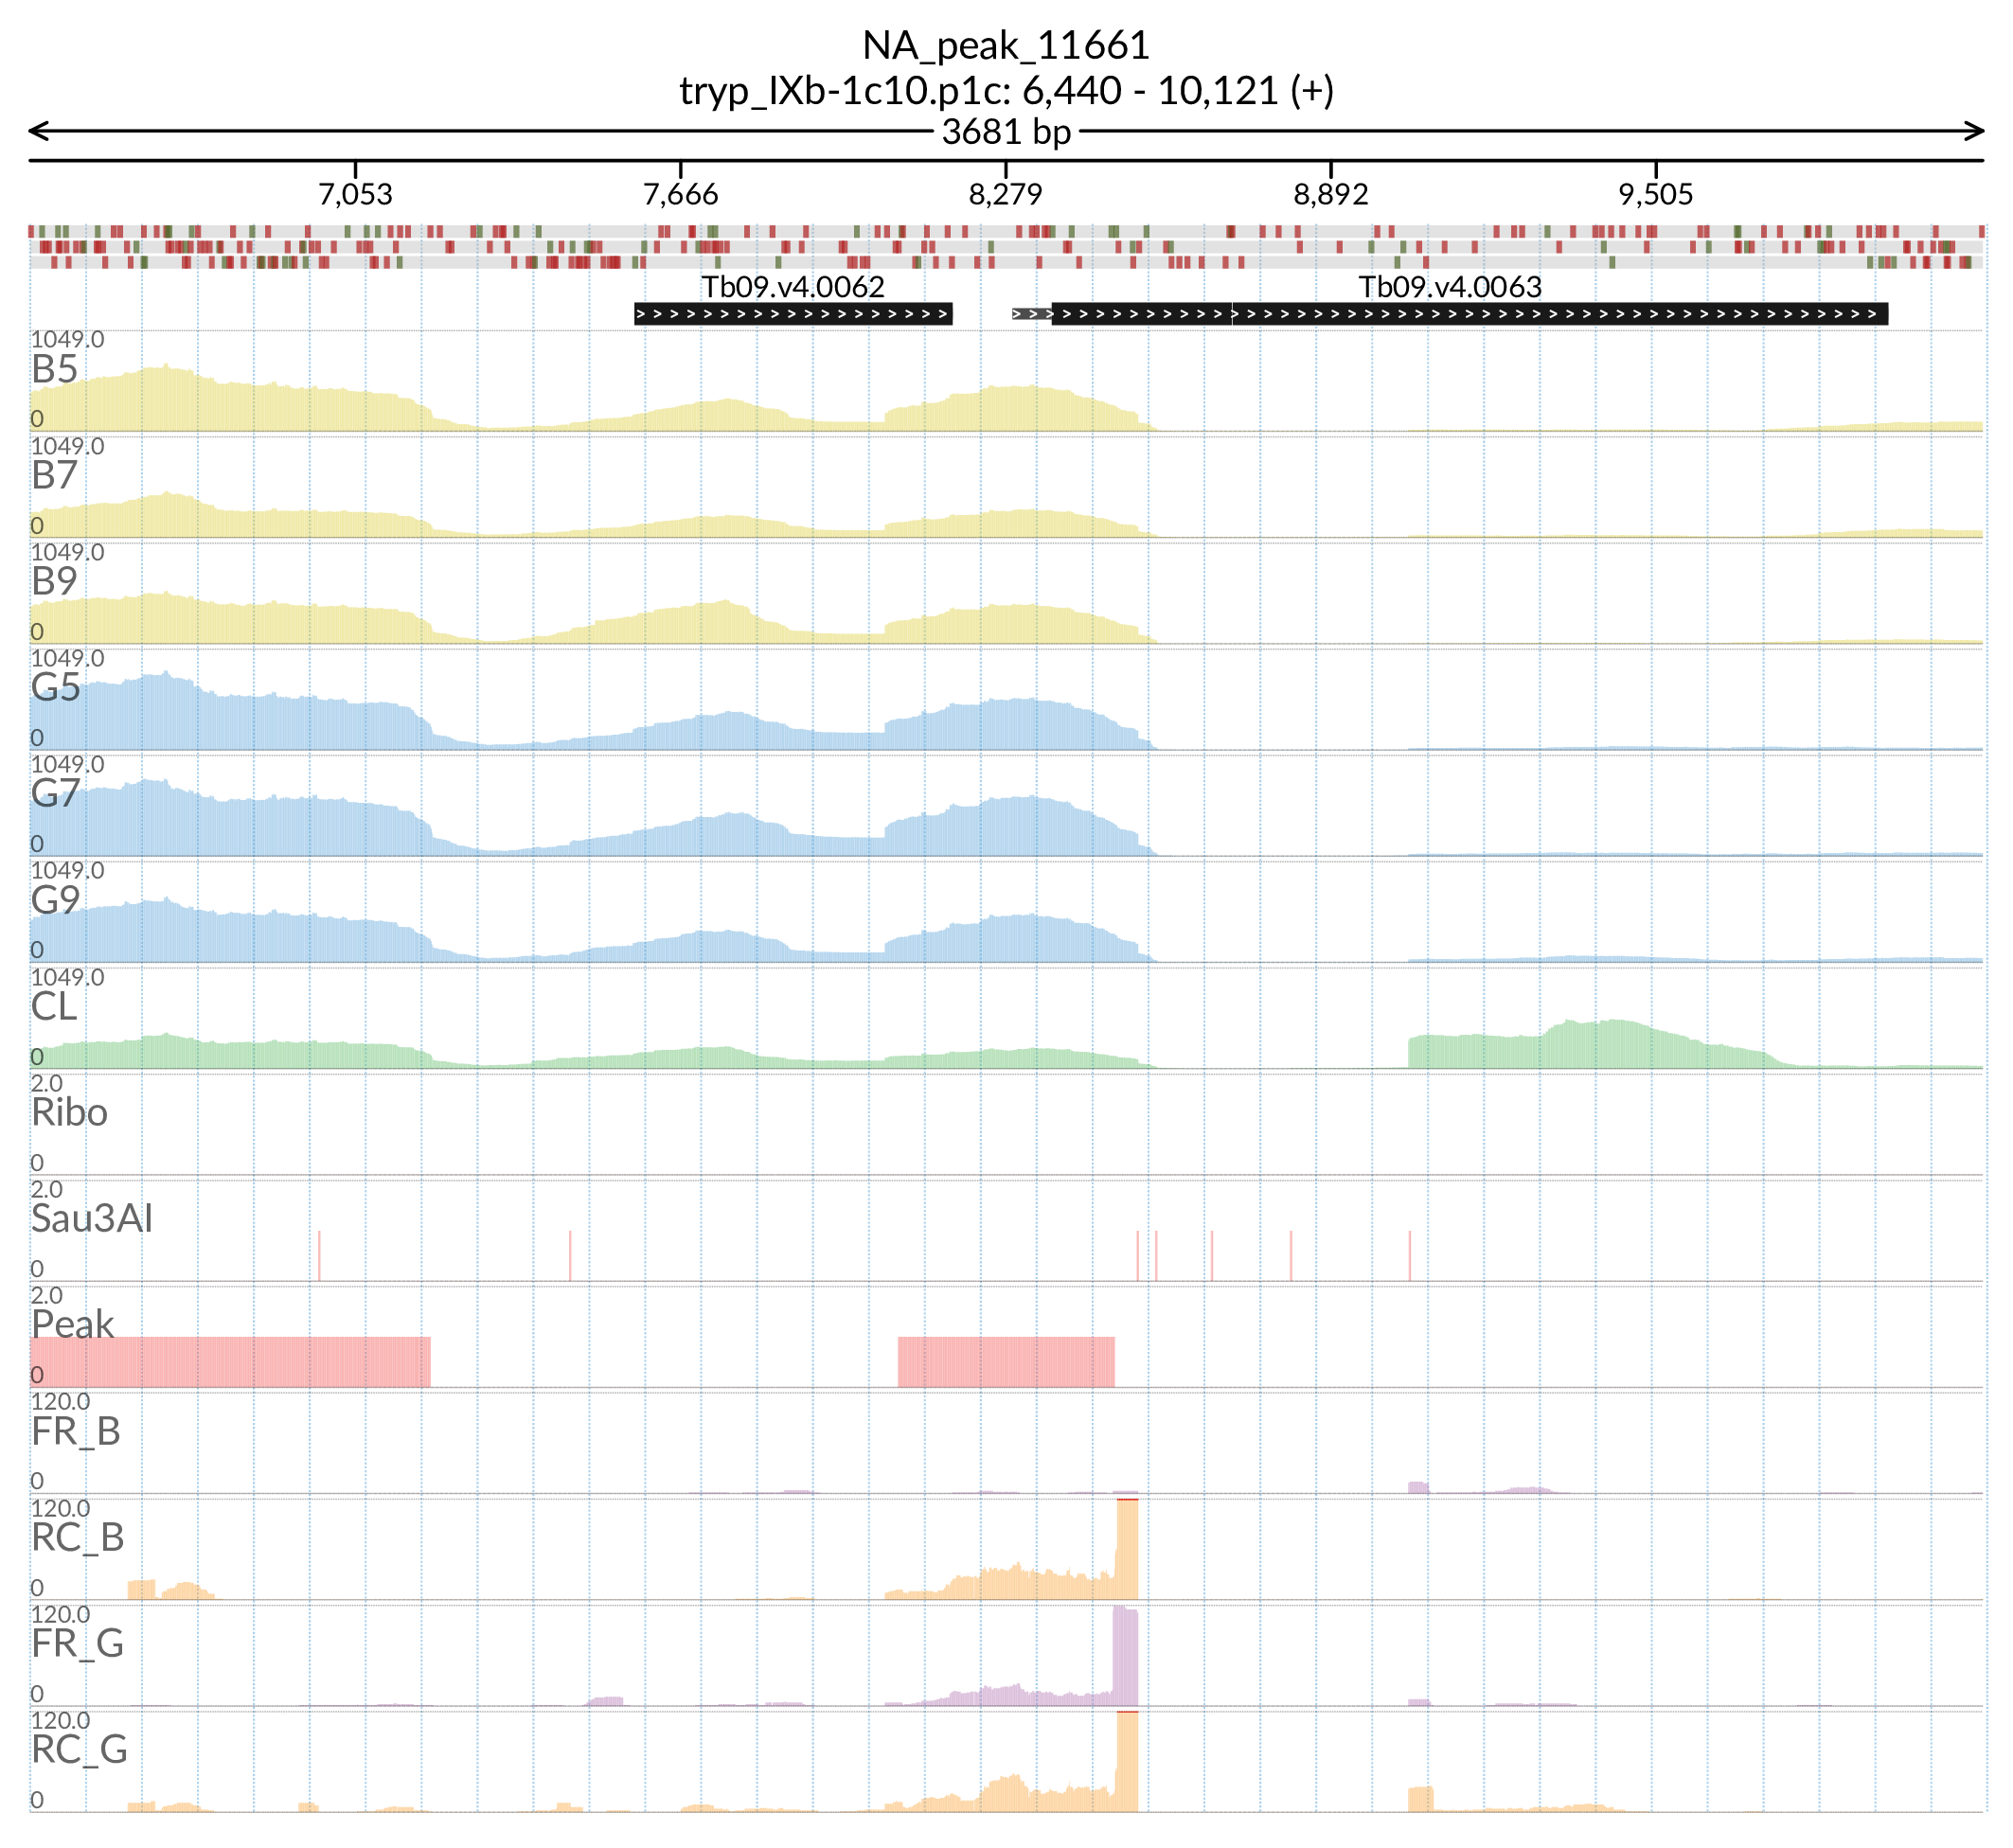 NA_peak_11661
tryp_IXb-1c10.p1c: 6,440 - 10,121 (+)
3681 bp
7,053 7,666 8,279 8,892 9,505
Tb09.v4.0062 Tb09.v4.0063
1049.0
B5
0
1049.0
B7
0
1049.0
B9
0
1049.0
G5
0
1049.0
G7
0
1049.0
G9
0
1049.0
CL
0
2.0
Ribo
0
2.0
Sau3AI
0
2.0
Peak
0
120.0
FR_B
0
120.0
RC_B
0
120.0
FR_G
0
120.0
RC_G
0